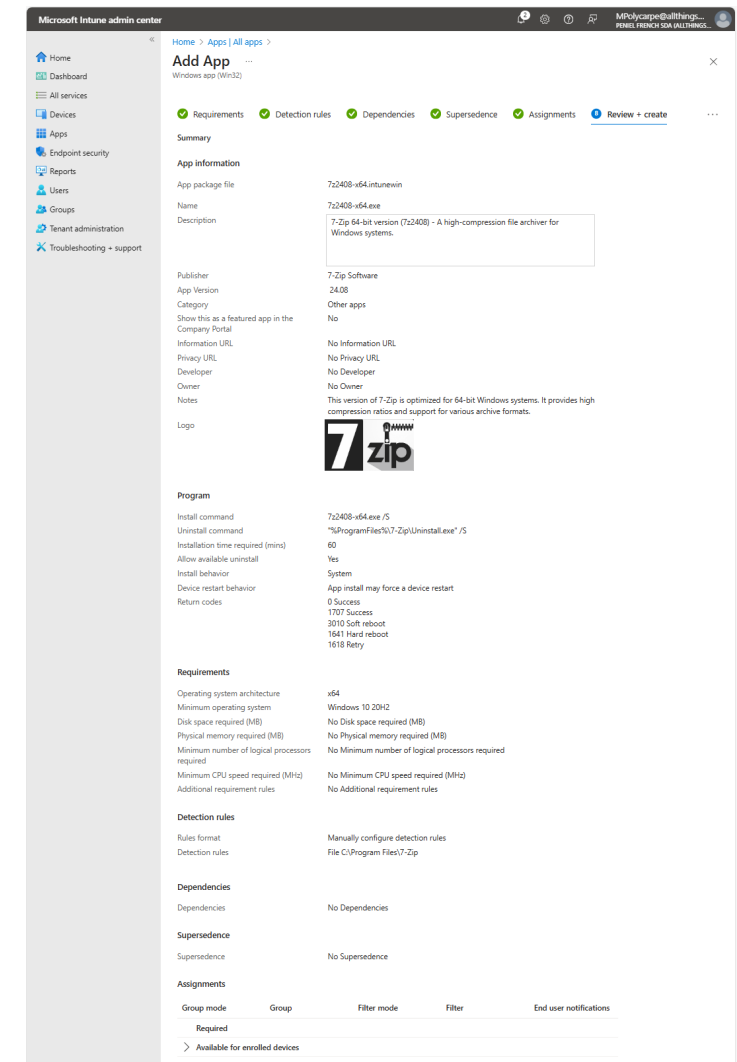 Microsoft Intune admin center
2
MPolycarpe@allthings...
PENIEL FRENCH SDA (ALLTHINGS...
Home
Dashboard
All services
Devices
Apps
Endpoint security
Reports
Users
Groups
Tenant administration
Troubleshooting + support
Home > Apps | All apps >
Add App ...
Windows app (Win32)
Requirements Detection rules Dependencies Supersedence Assignments 8 Review + create ...
Summary
App information
App package file 7z2408-x64.intunewin
Name 7z2408-x64.exe
Description 7-Zip 64-bit version (7z2408) - A high-compression file archiver for
Windows systems.
Publisher 7-Zip Software
App Version 24.08
Category Other apps
Show this as a featured app in the No
Company Portal
Information URL No Information URL
Privacy URL No Privacy URL
Developer No Developer
Owner No Owner
Notes This version of 7-Zip is optimized for 64-bit Windows systems. It provides high
compression ratios and support for various archive formats.
Logo 7 zip
Program
Install command 7z2408-x64.exe /S
Uninstall command "%ProgramFiles%\7-Zip\Uninstall.exe" /S
Installation time required (mins) 60
Allow available uninstall Yes
Install behavior System
Device restart behavior App install may force a device restart
Return codes 0 Success
1707 Success
3010 Soft reboot
1641 Hard reboot
1618 Retry
Requirements
Operating system architecture x64
Minimum operating system Windows 10 20H2
Disk space required (MB) No Disk space required (MB)
Physical memory required (MB) No Physical memory required (MB)
Minimum number of logical processors No Minimum number of logical processors required
required
Minimum CPU speed required (MHz) No Minimum CPU speed required (MHz)
Additional requirement rules No Additional requirement rules
Detection rules
Rules format Manually configure detection rules
Detection rules File C:\Program Files\7-Zip
Dependencies
Dependencies No Dependencies
Supersedence
Supersedence No Supersedence
Assignments
Group mode Group Filter mode Filter End user notifications
Required
Available for enrolled devices